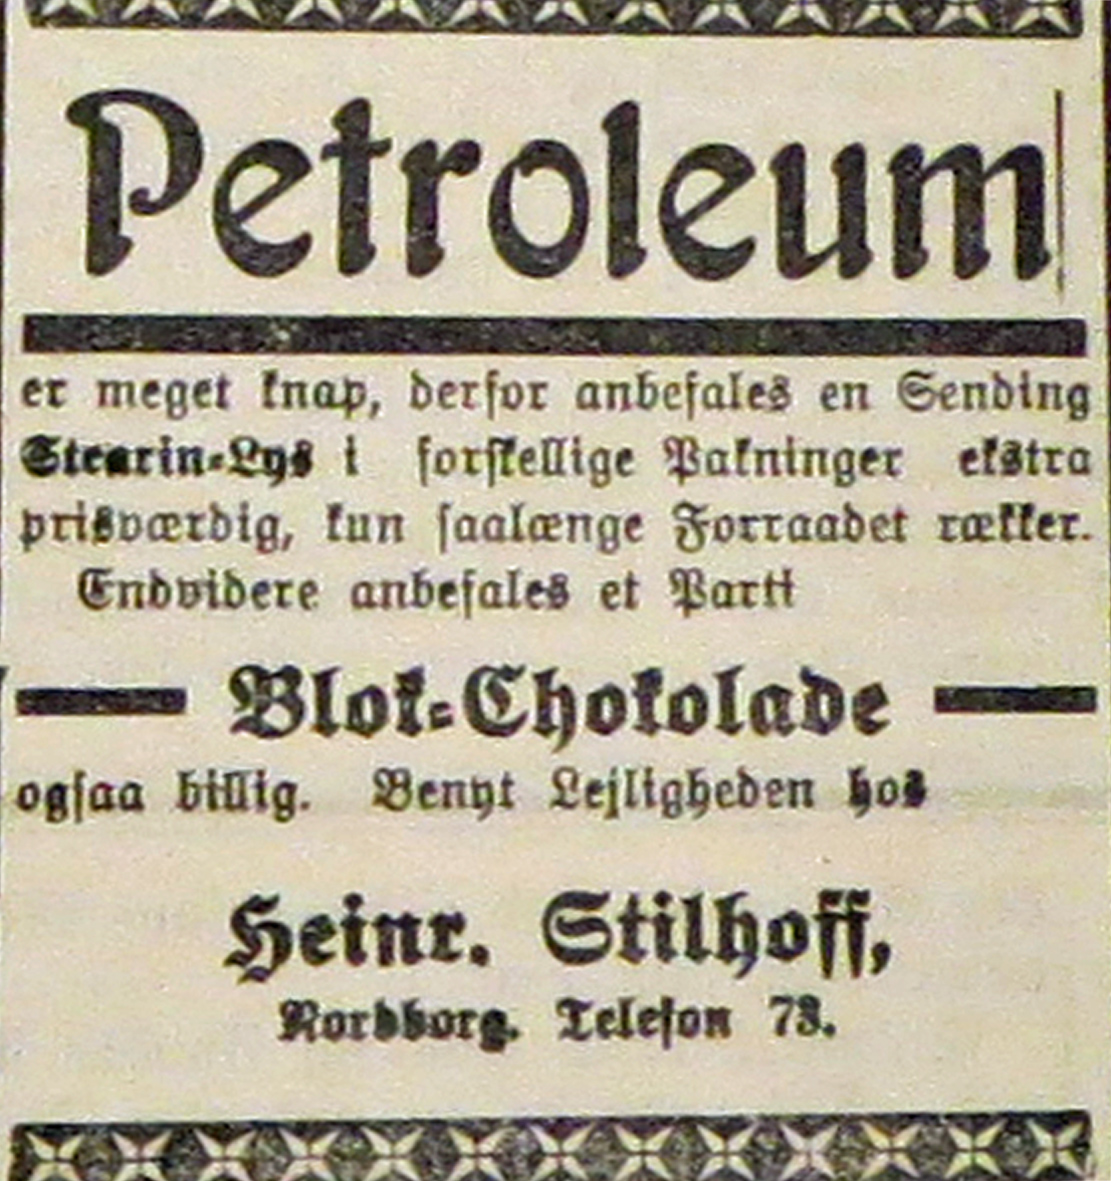 Petroleum
er meget knap, derfor anbefales en Sending
Stearin-Lys i forskellige Pakninger ekstra
prisværdig, kun saalænge Forraadet rækker.
Endvidere anbefales et Parti
Blok-Chokolade
ogsaa billig. Benyt Lejligheden hos
Heinr. Stilhoff,
Nordborg. Telefon 73.